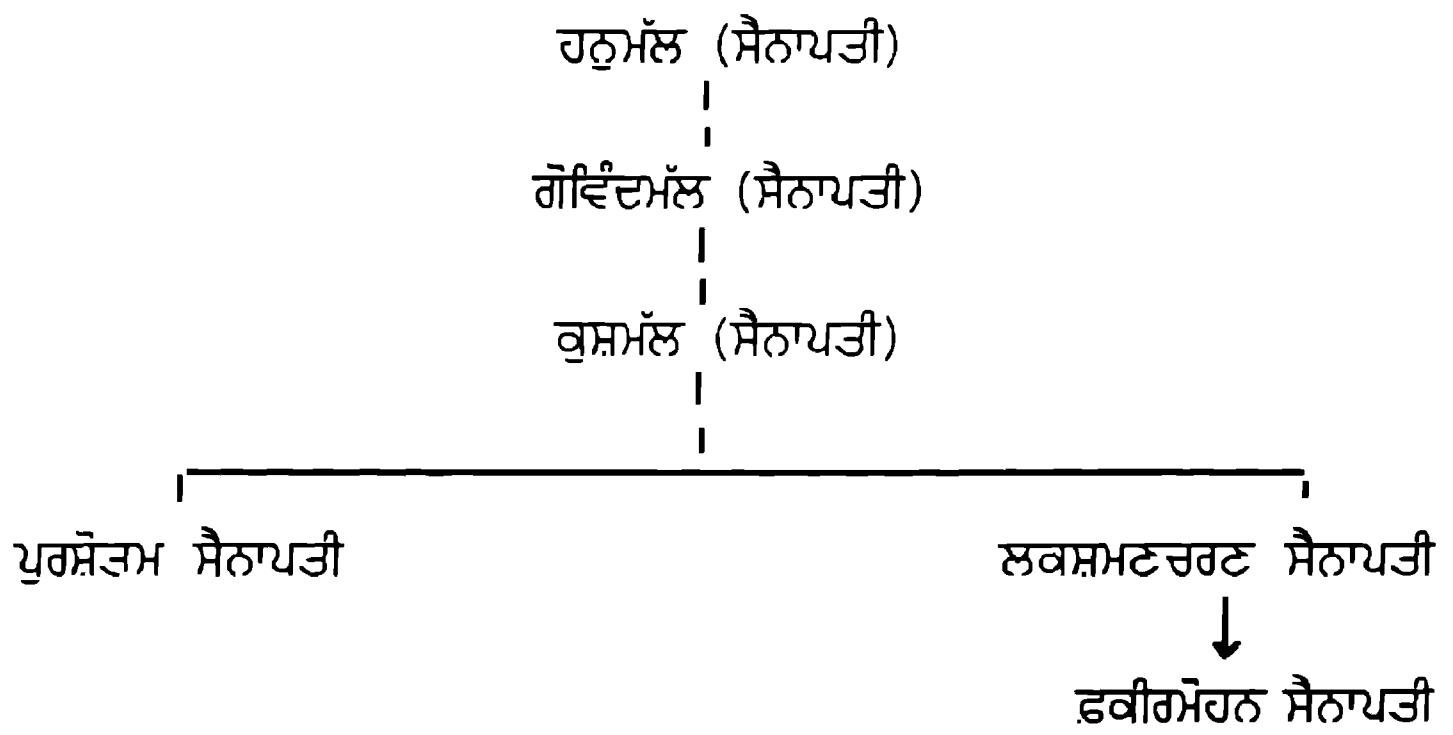 ਹਨੁਮੱਲ (ਸੈਨਾਪਤੀ)
ਗੋਵਿੰਦਮੱਲ (ਸੈਨਾਪਤੀ)
ਕੁਸ਼ਮੱਲ (ਸੈਨਾਪਤੀ)
ਪੁਰਸ਼ੋਤਮ ਸੈਨਾਪਤੀ ਲਕਸ਼ਮਣਚਰਣ ਸੈਨਾਪਤੀ
ਫ਼ਕੀਰਮੋਹਨ ਸੈਨਾਪਤੀ